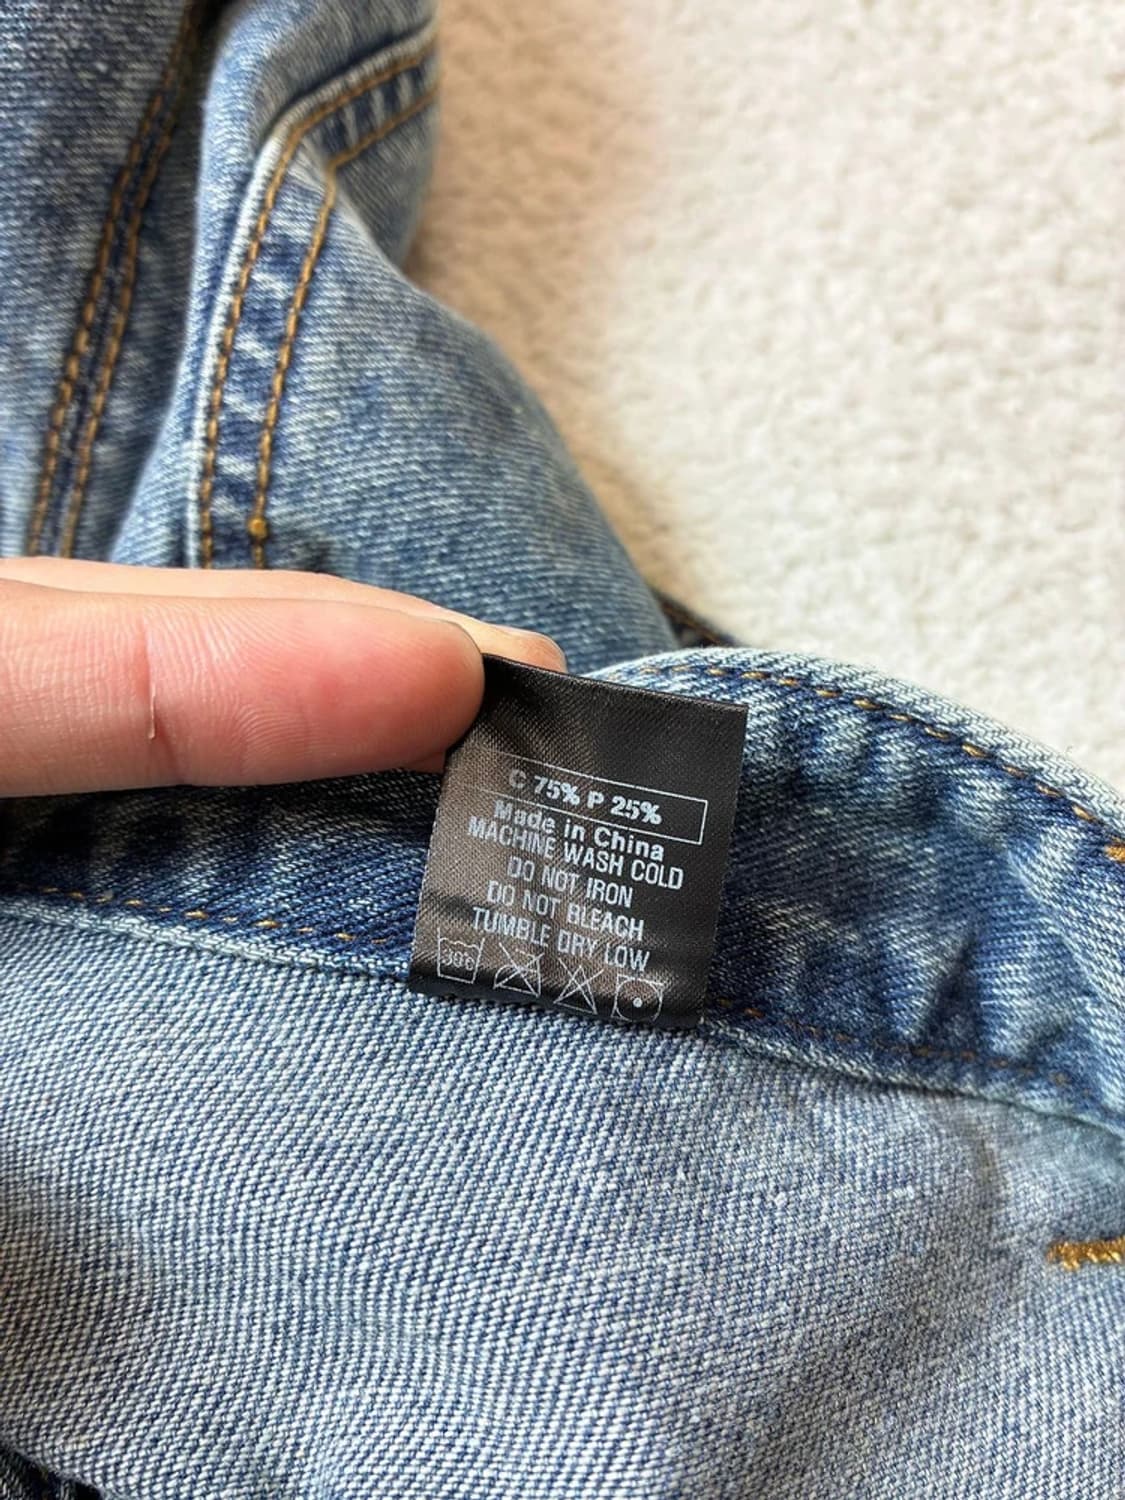 C 75% P 25%
Made in China
MACHINE WASH COLD
DO NOT IRON
DO NOT BLEACH
TUMBLE DRY LOW
30°c